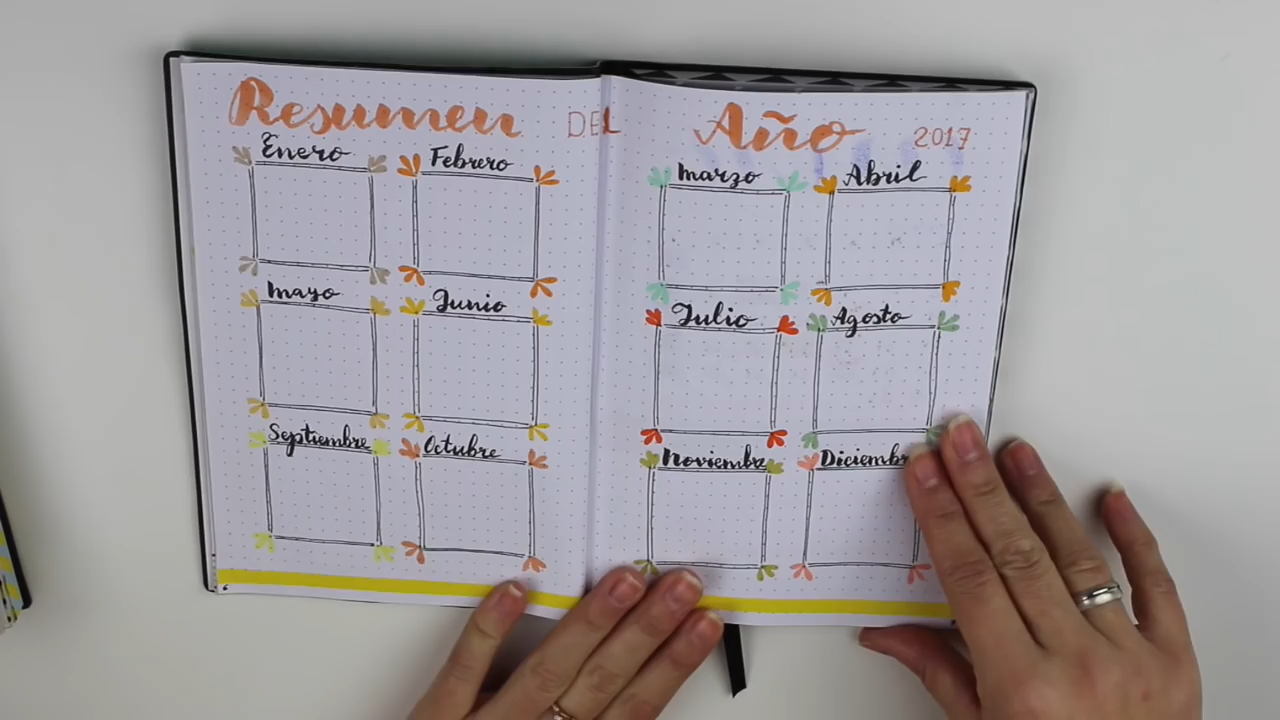 Resumen DEL Año 2017
Enero Febrero marzo Abril
mayo Junio Julio Agosto
Septiembre Octubre Noviembre Diciembre